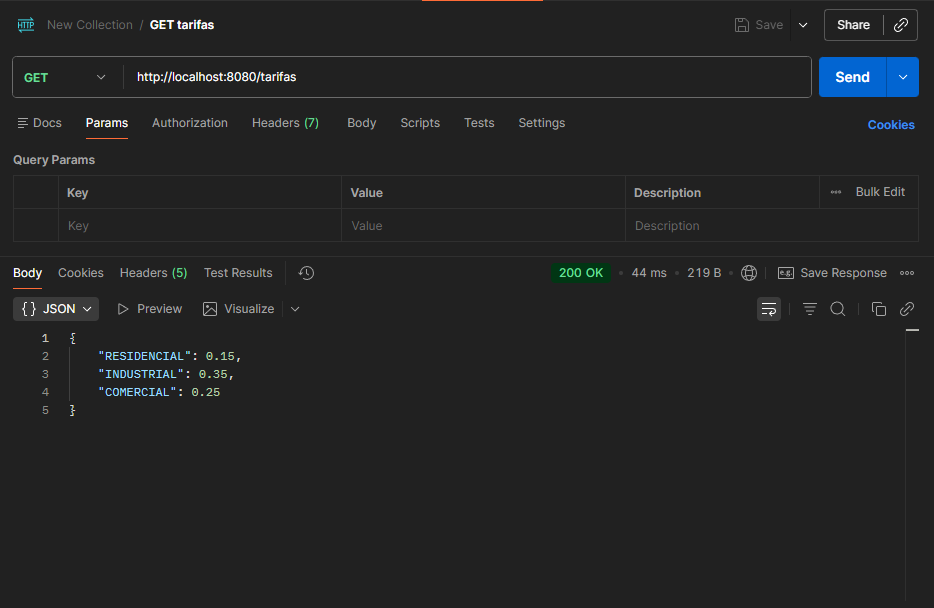 HTTP New Collection / GET tarifas Save Share
GET http://localhost:8080/tarifas Send
Docs Params Authorization Headers (7) Body Scripts Tests Settings Cookies
Query Params
Key Value Description Bulk Edit
Key Value Description
Body Cookies Headers (5) Test Results 200 OK • 44 ms • 219 B • e.g. Save Response
{} JSON Preview Visualize
1 {
2 "RESIDENCIAL": 0.15,
3 "INDUSTRIAL": 0.35,
4 "COMERCIAL": 0.25
5 }